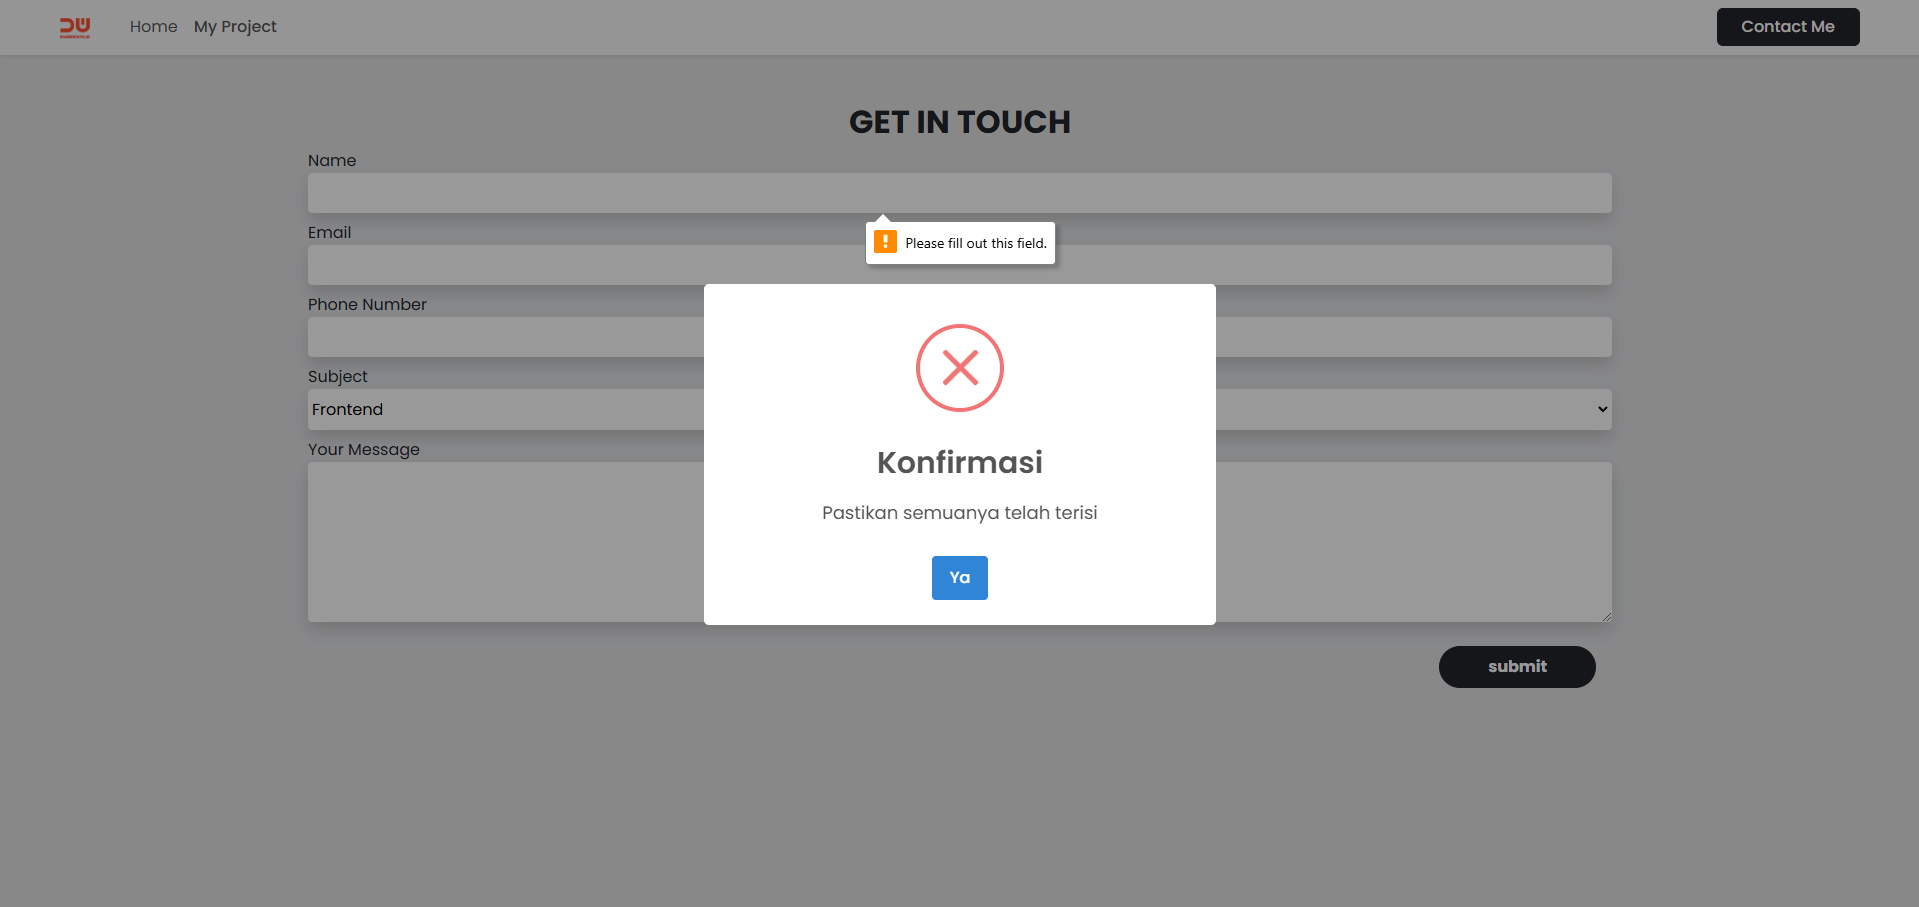 Home My Project Contact Me
GET IN TOUCH
Name
Please fill out this field.
Email
Phone Number
Subject
Frontend
Your Message
Konfirmasi
Pastikan semuanya telah terisi
Ya
submit